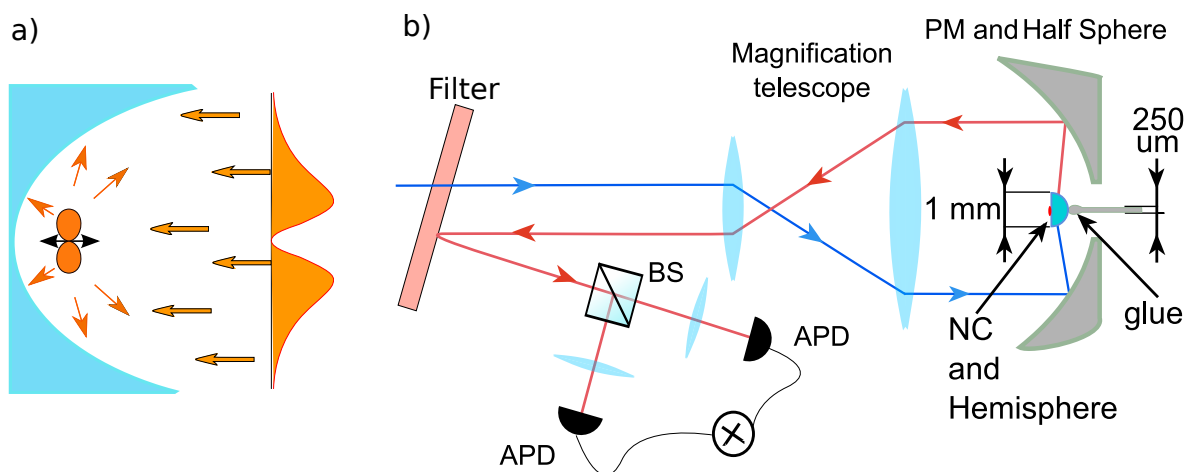 a)
b)
Filter
Magnification
telescope
PM and Half Sphere
250
um
1 mm
BS
APD
APD
NC
and
Hemisphere
glue